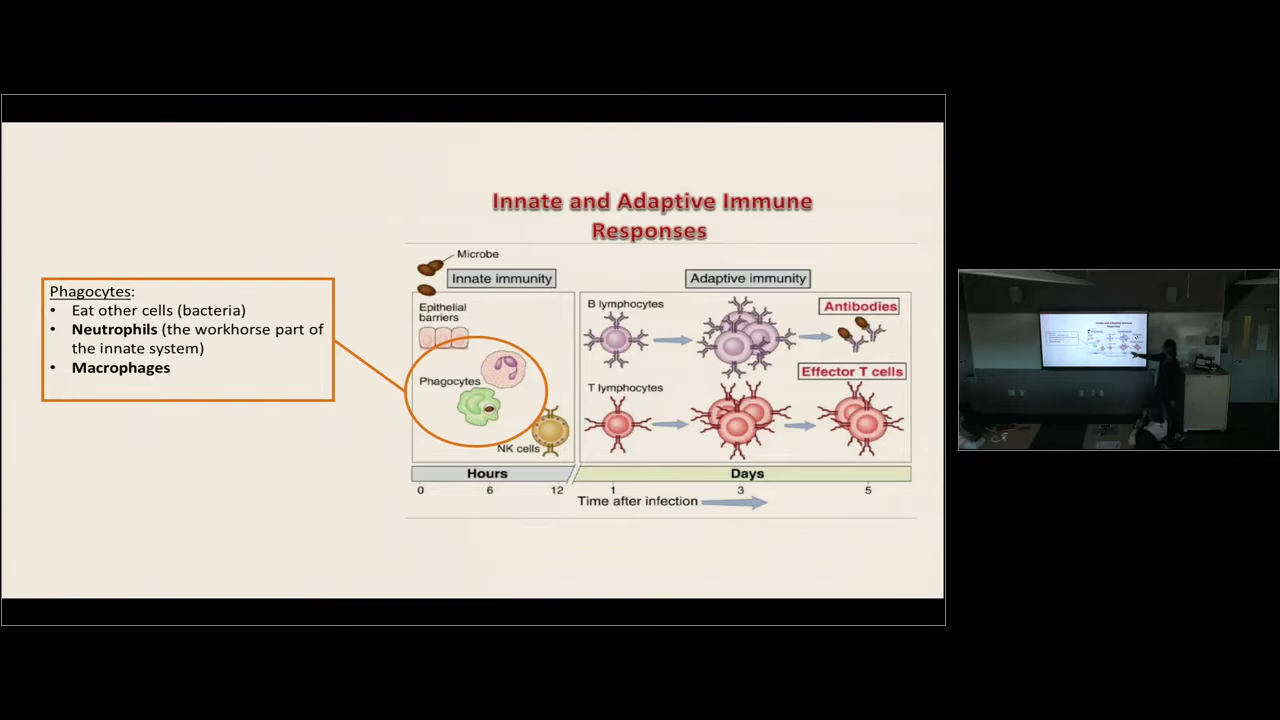 Innate and Adaptive Immune
Responses
Phagocytes:
• Eat other cells (bacteria)
• Neutrophils (the workhorse part of
the innate system)
• Macrophages
Microbe
Innate immunity
Adaptive immunity
Epithelial
barriers
Phagocytes
NK cells
B lymphocytes
Antibodies
T lymphocytes
Effector T cells
Hours
Days
0 6 12 1 3 5
Time after infection